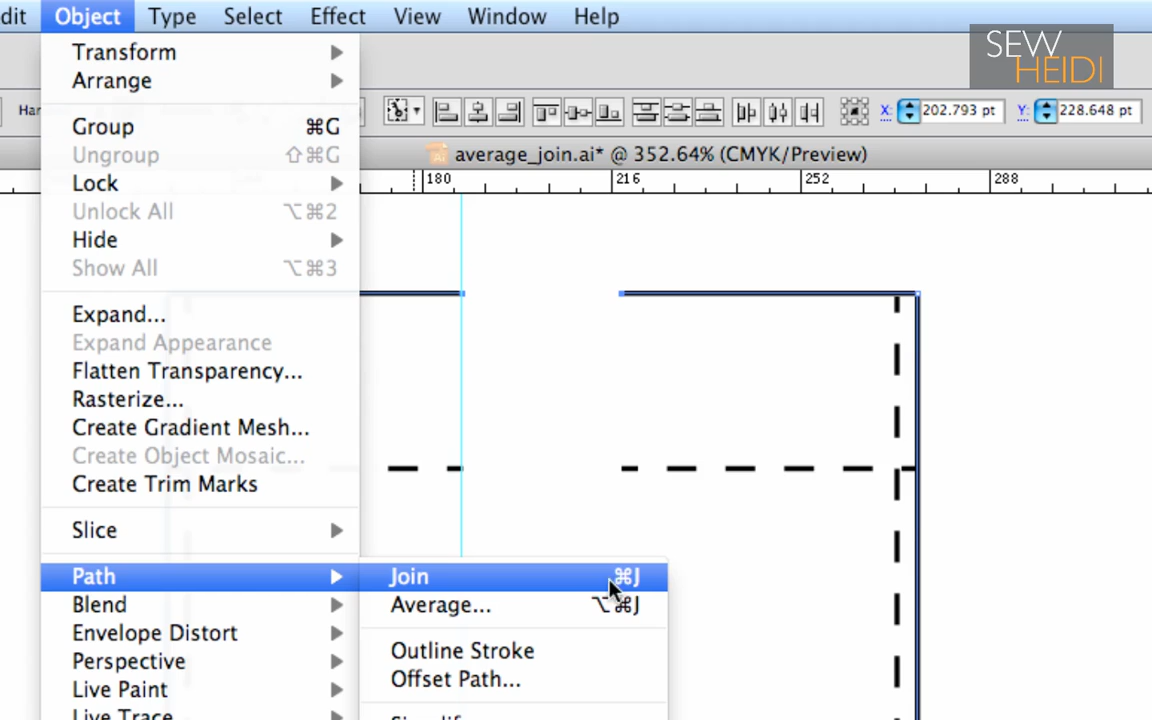 dit Object Type Select Effect View Window Help
SEW
HEIDI
Transform
Arrange
Har
X: 202.793 pt Y: 228.648 pt
Group ⌘G
Ungroup ⇧⌘G
average_join.ai* @ 352.64% (CMYK/Preview)
Lock
180 216 252 288
Unlock All ⌥⌘2
Hide
Show All ⌥⌘3
Expand...
Expand Appearance
Flatten Transparency...
Rasterize...
Create Gradient Mesh...
Create Object Mosaic...
Create Trim Marks
Slice
Path Join ⌘J
Blend Average... ⌥⌘J
Envelope Distort
Outline Stroke
Perspective
Offset Path...
Live Paint
Live Trace